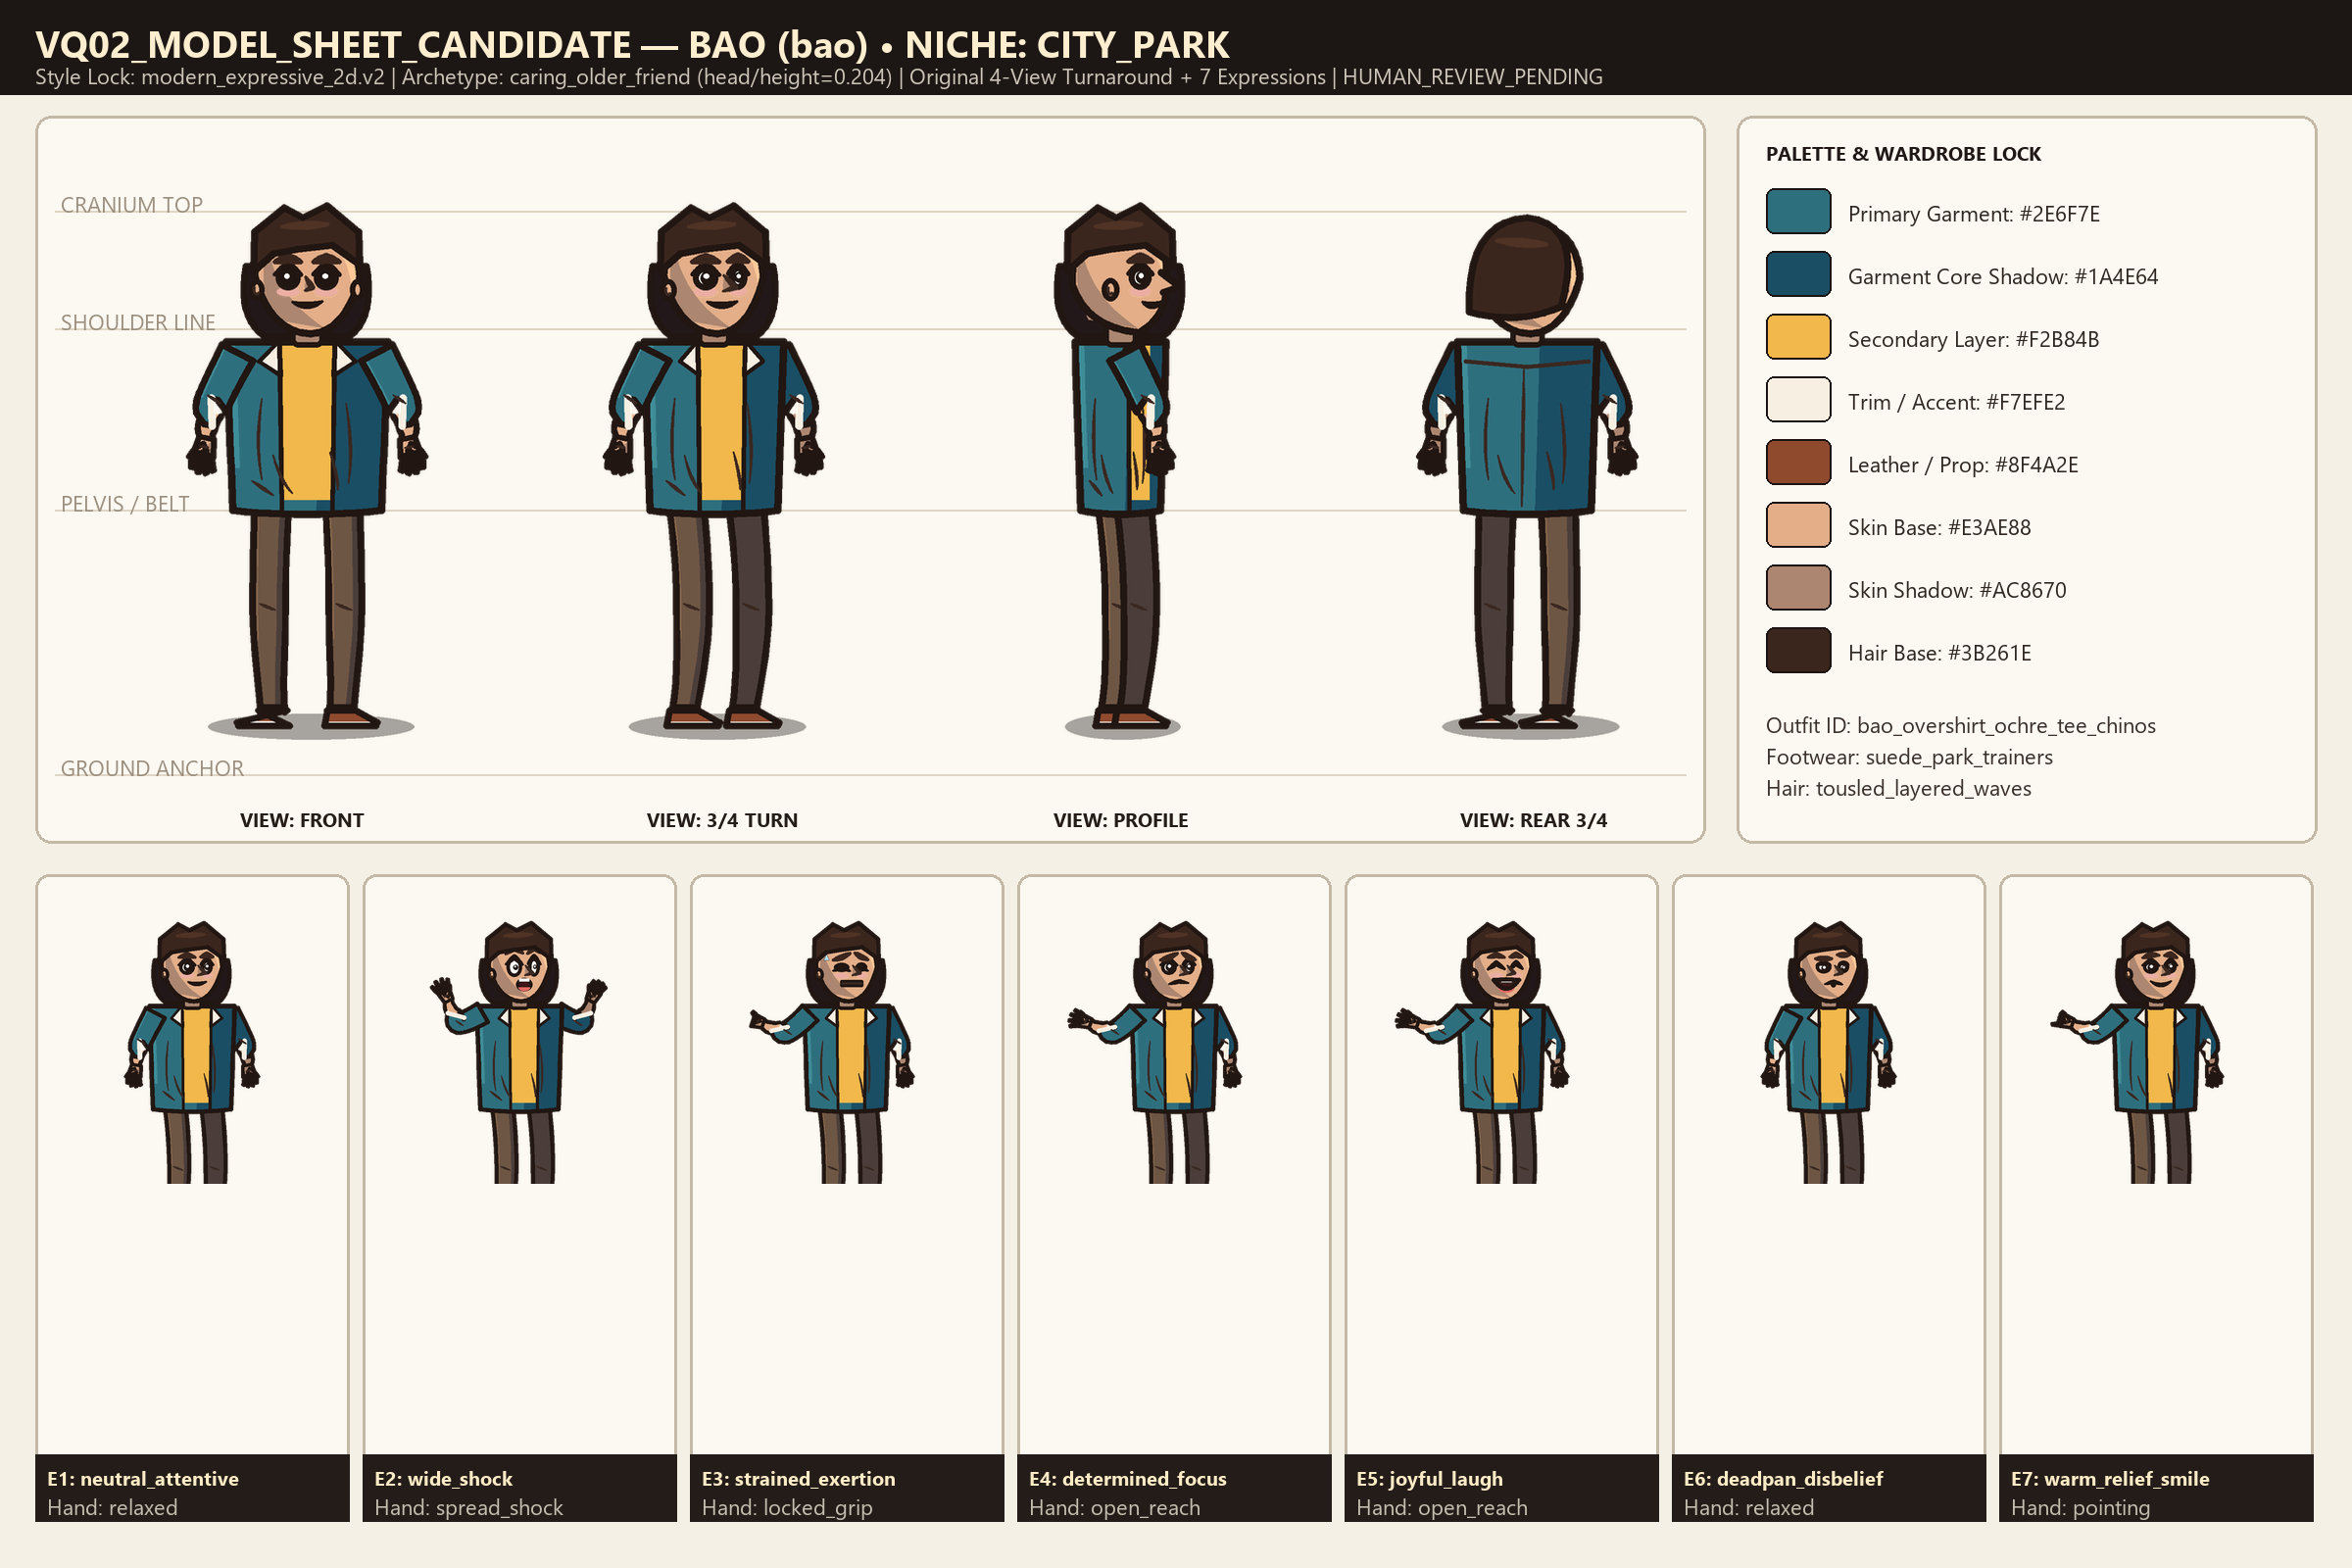 VQ02_MODEL_SHEET_CANDIDATE — BAO (bao) • NICHE: CITY_PARK
Style Lock: modern_expressive_2d.v2 | Archetype: caring_older_friend (head/height=0.204) | Original 4-View Turnaround + 7 Expressions | HUMAN_REVIEW_PENDING
CRANIUM TOP
SHOULDER LINE
PELVIS / BELT
GROUND ANCHOR
VIEW: FRONT
VIEW: 3/4 TURN
VIEW: PROFILE
VIEW: REAR 3/4
PALETTE & WARDROBE LOCK
Primary Garment: #2E6F7E
Garment Core Shadow: #1A4E64
Secondary Layer: #F2B84B
Trim / Accent: #F7EFE2
Leather / Prop: #8F4A2E
Skin Base: #E3AE88
Skin Shadow: #AC8670
Hair Base: #3B261E
Outfit ID: bao_overshirt_ochre_tee_chinos
Footwear: suede_park_trainers
Hair: tousled_layered_waves
E1: neutral_attentive
Hand: relaxed
E2: wide_shock
Hand: spread_shock
E3: strained_exertion
Hand: locked_grip
E4: determined_focus
Hand: open_reach
E5: joyful_laugh
Hand: open_reach
E6: deadpan_disbelief
Hand: relaxed
E7: warm_relief_smile
Hand: pointing